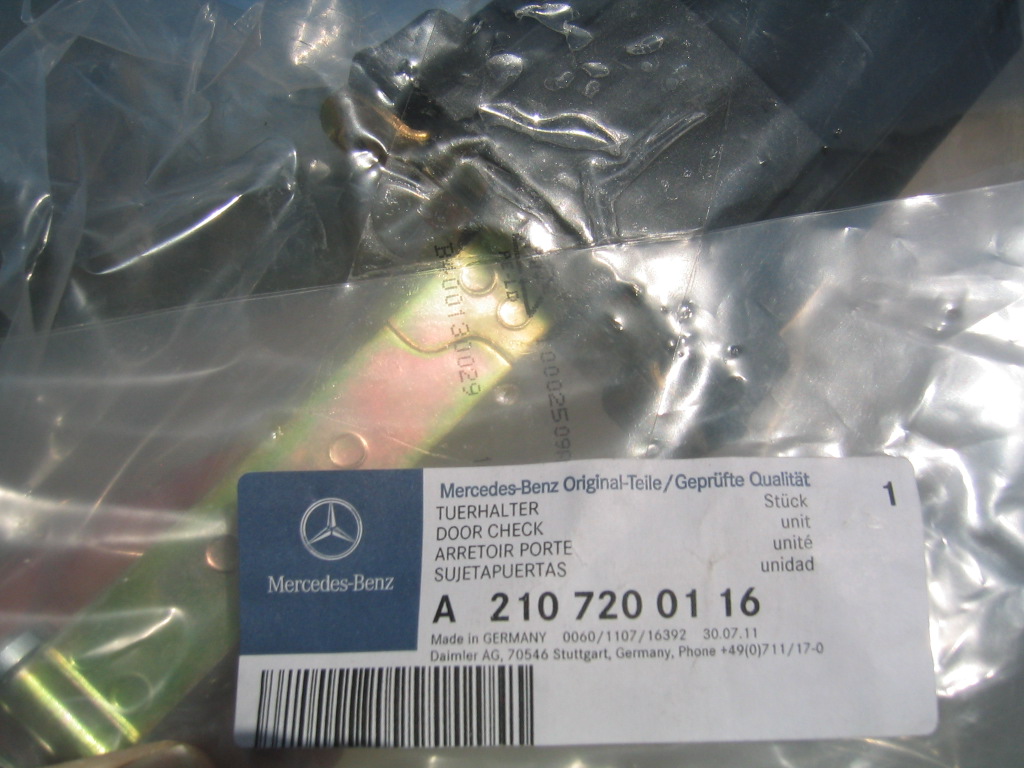 BM00130029
Mercedes-Benz Original-Teile/Geprüfte Qualität
1
TUERHALTER Stück
DOOR CHECK unit
ARRETOIR PORTE unité
SUJETAPUERTAS unidad
Mercedes-Benz
A 210 720 01 16
Made in GERMANY 0060/1107/16392 30.07.11
Daimler AG, 70546 Stuttgart, Germany, Phone +49(0)711/17-0